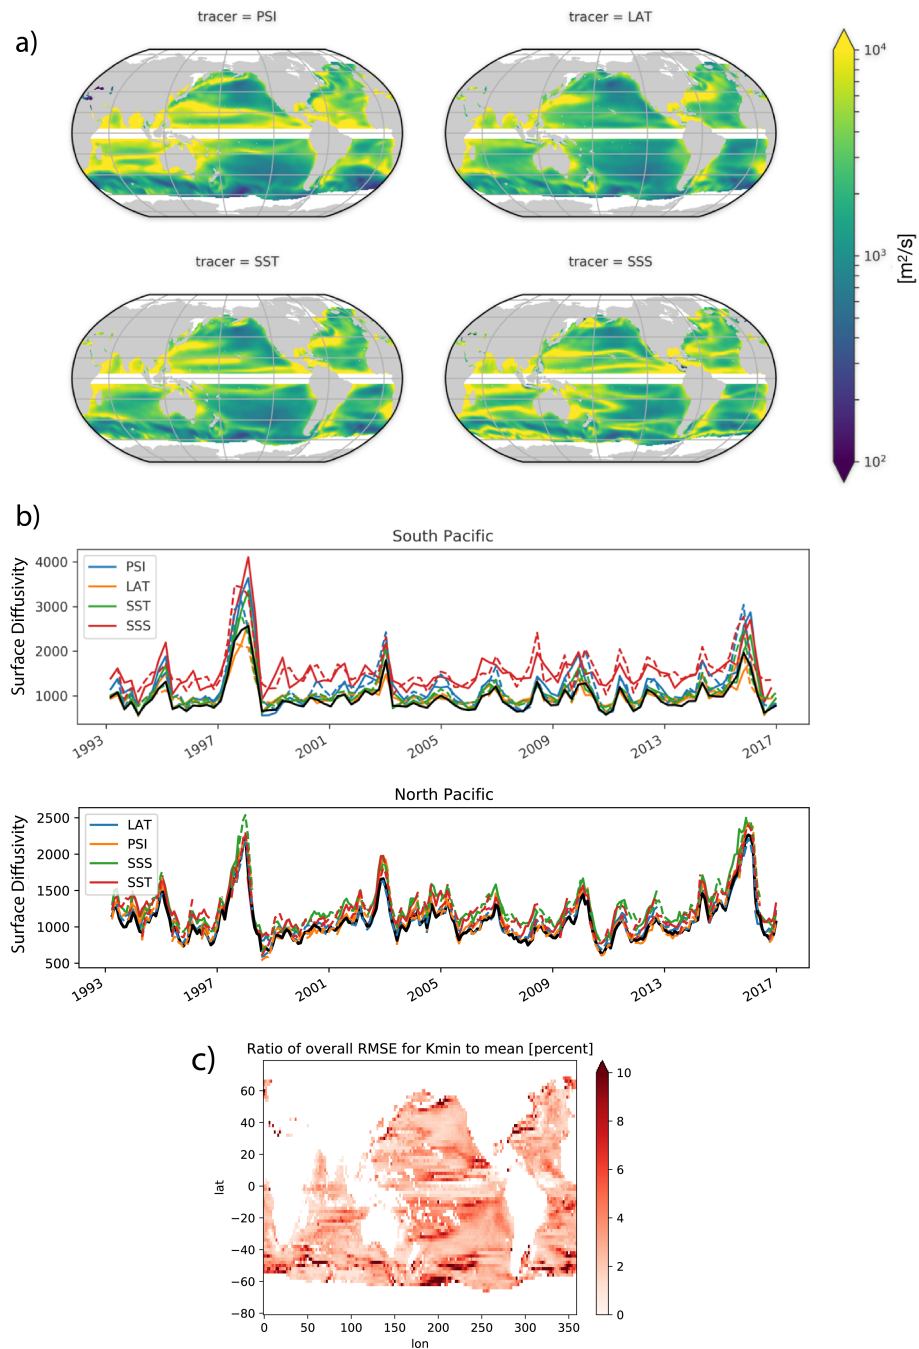 a)
tracer = PSI
tracer = LAT
10⁴
10³
10²
[m²/s]
tracer = SST
tracer = SSS
b)
South Pacific
Surface Diffusivity
4000
3000
2000
1000
PSI
LAT
SST
SSS
1993
1997
2001
2005
2009
2013
2017
North Pacific
Surface Diffusivity
2500
2000
1500
1000
500
LAT
PSI
SSS
SST
1993
1997
2001
2005
2009
2013
2017
c)
Ratio of overall RMSE for Kmin to mean [percent]
lat
60
40
20
0
−20
−40
−60
−80
0
50
100
150
200
250
300
350
lon
10
8
6
4
2
0